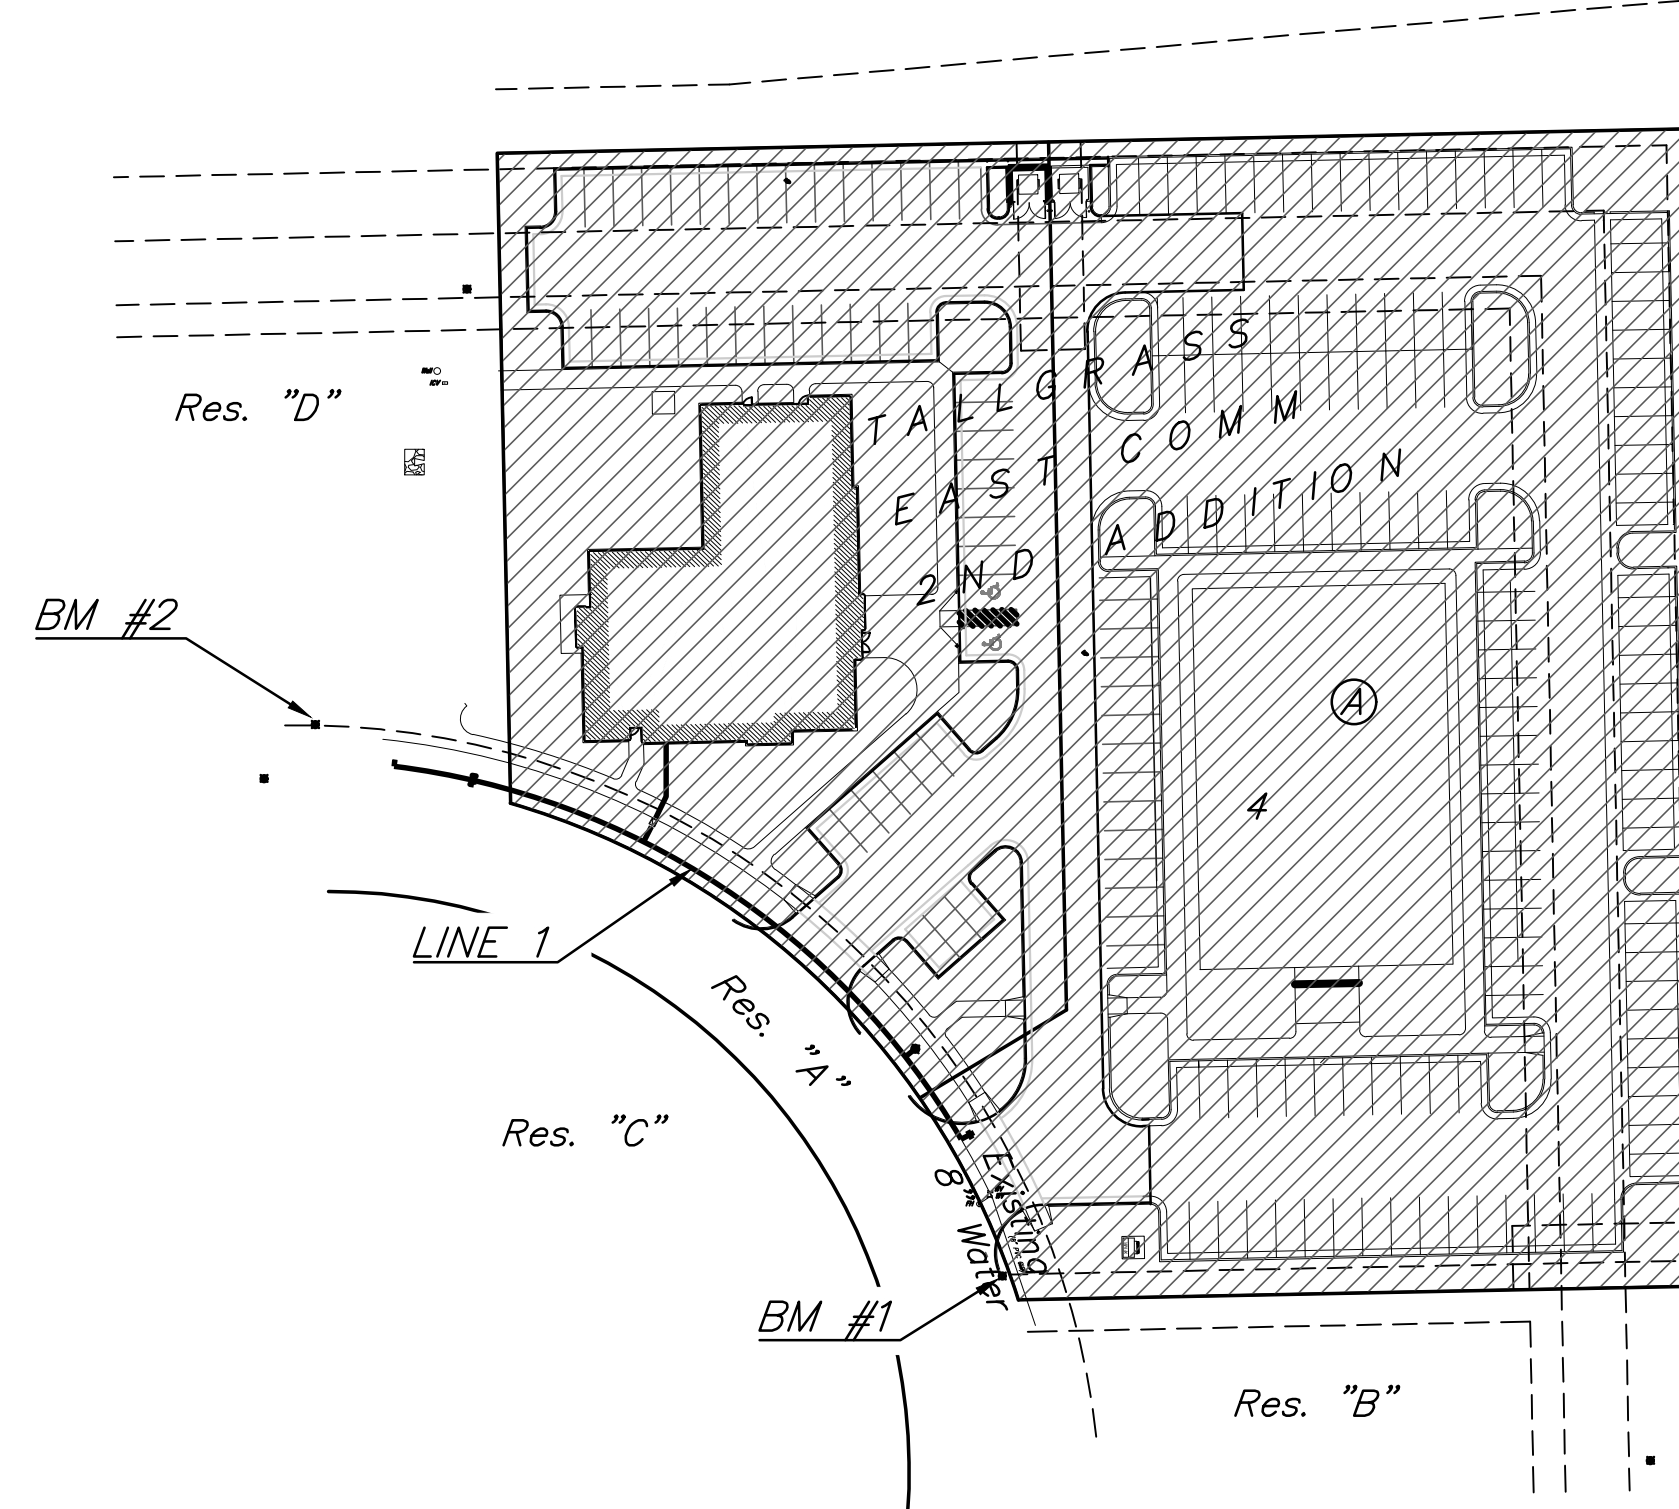 TALLGRASS
EAST COMM
2ND ADDITION
Res. "D"
ICV
BM #2
A
4
LINE 1
Res. "A"
Res. "C"
Existing
8" Water
BM #1
Res. "B"